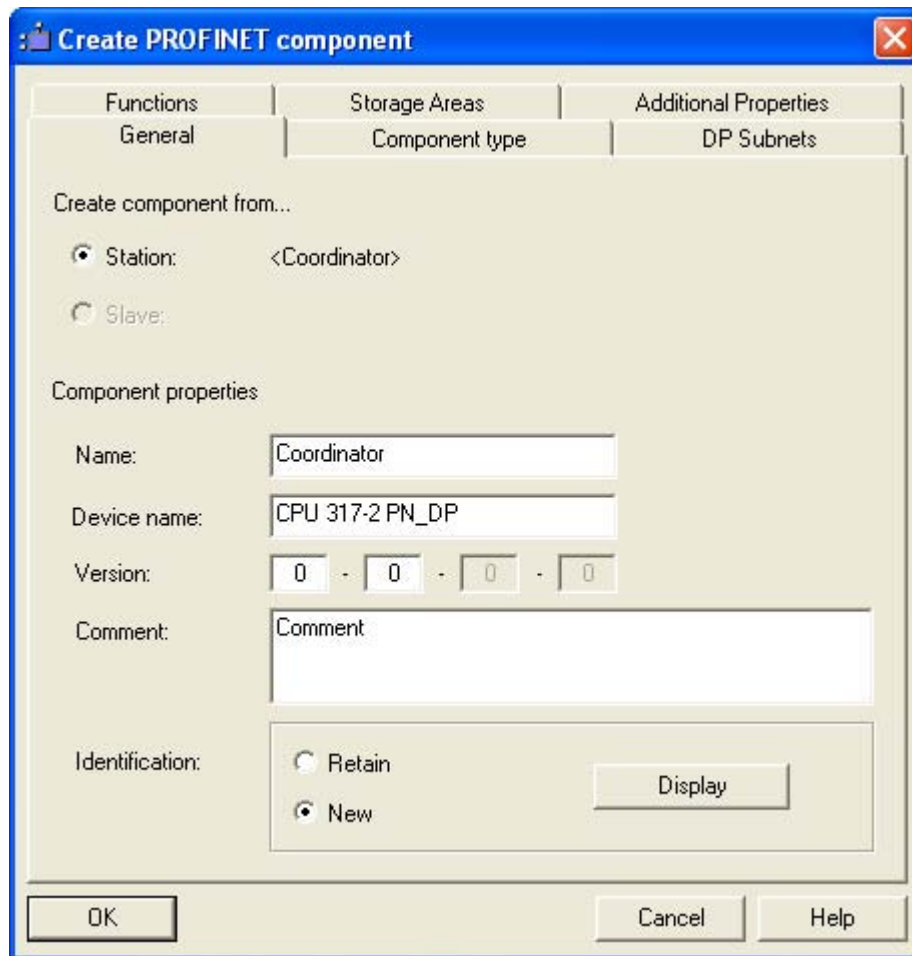 Create PROFINET component
Functions Storage Areas Additional Properties
General Component type DP Subnets
Create component from...
Station: <Coordinator>
Slave:
Component properties
Name: Coordinator
Device name: CPU 317-2 PN_DP
Version: 0 - 0 - 0 - 0
Comment: Comment
Identification: Retain
Display
New
OK Cancel Help